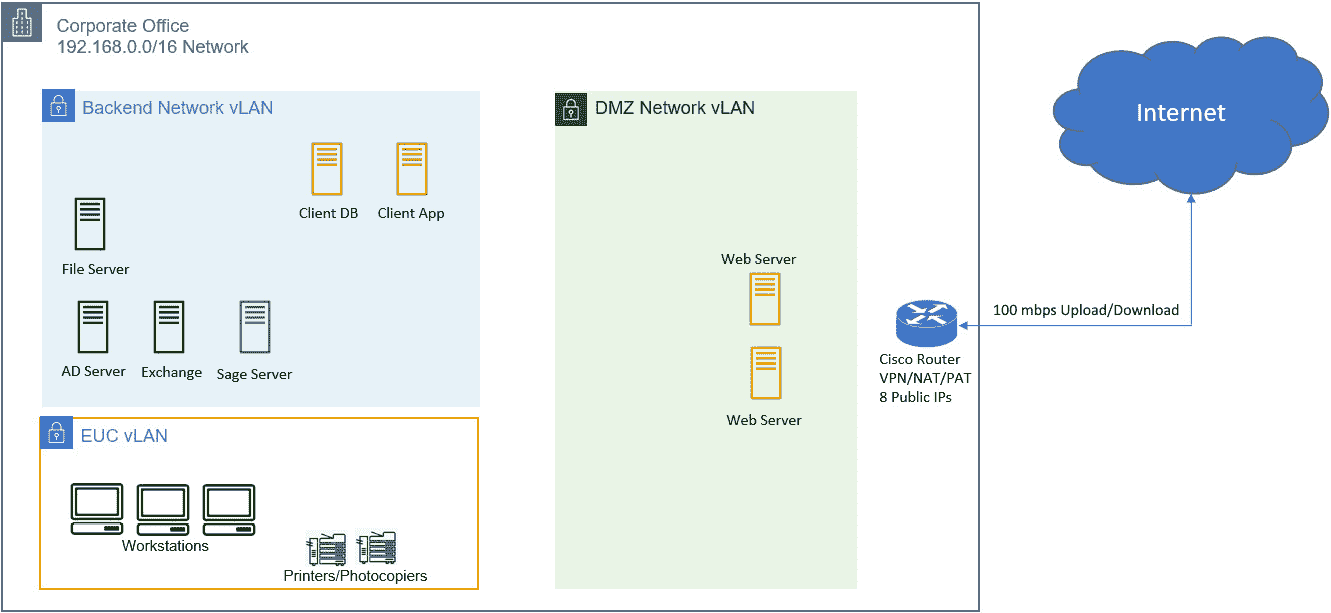 Corporate Office
192.168.0.0/16 Network
Backend Network vLAN
Client DB
Client App
File Server
AD Server
Exchange
Sage Server
EUC vLAN
Workstations
Printers/Photocopiers
DMZ Network vLAN
Web Server
Web Server
Cisco Router
VPN/NAT/PAT
8 Public IPs
100 mbps Upload/Download
Internet